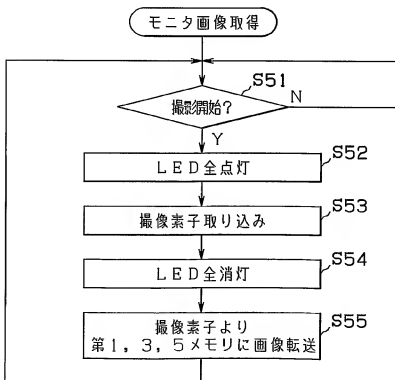 モニタ画像取得
S51
撮影開始?
N
Y
S52
LED全点灯
S53
撮像素子取り込み
S54
LED全消灯
S55
撮像素子より
第1,3,5メモリに画像転送